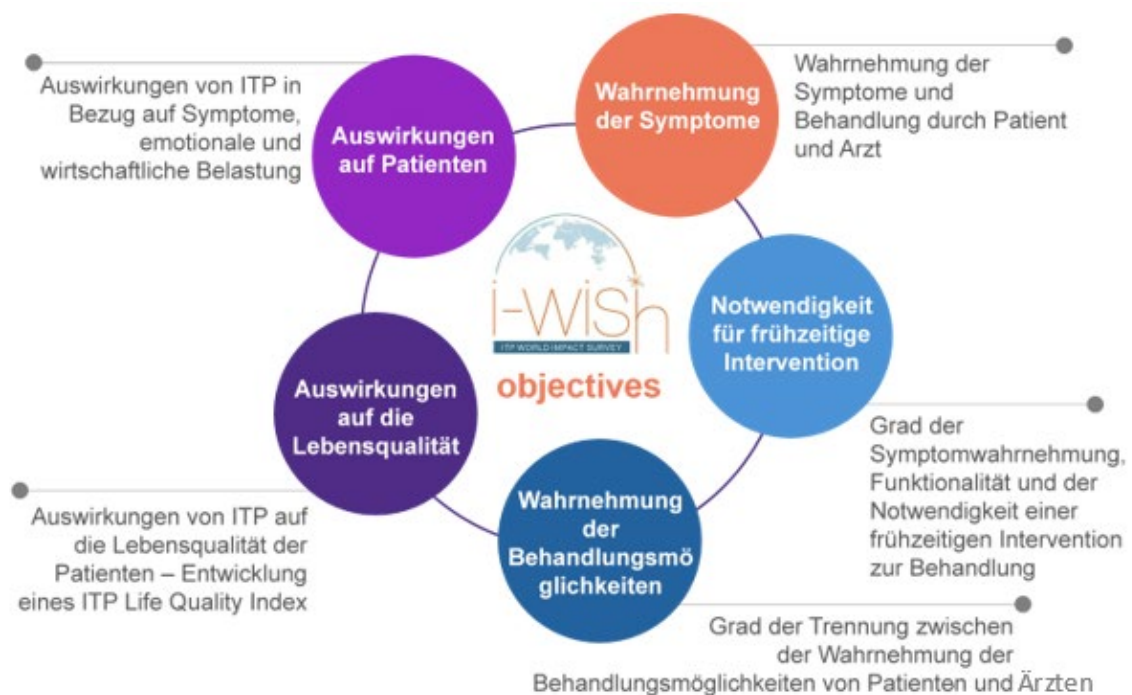 Auswirkungen von ITP in
Bezug auf Symptome,
emotionale und
wirtschaftliche Belastung
Auswirkungen
auf Patienten
Wahrnehmung
der Symptome
Wahrnehmung der
Symptome und
Behandlung durch Patient
und Arzt
i-WiSh
ITP WORLD IMPACT SURVEY
objectives
Notwendigkeit
für frühzeitige
Intervention
Grad der
Symptomwahrnehmung,
Funktionalität und der
Notwendigkeit einer
frühzeitigen Intervention
zur Behandlung
Auswirkungen
auf die
Lebensqualität
Auswirkungen von ITP auf
die Lebensqualität der
Patienten – Entwicklung
eines ITP Life Quality Index
Wahrnehmung
der
Behandlungsmö
glichkeiten
Grad der Trennung zwischen
der Wahrnehmung der
Behandlungsmöglichkeiten von Patienten und Ärzten